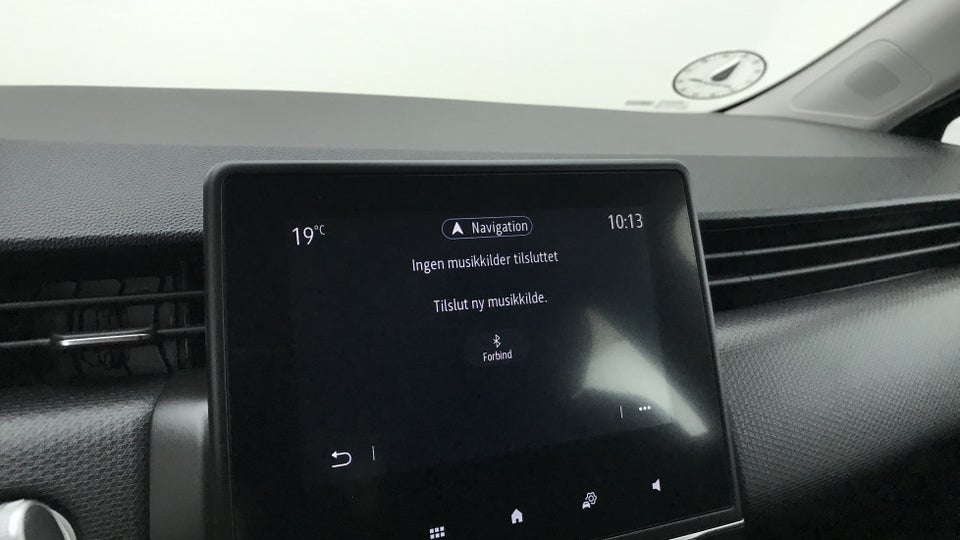 19°C
Navigation
10:13
Ingen musikkilder tilsluttet
Tilslut ny musikkilde.
Forbind